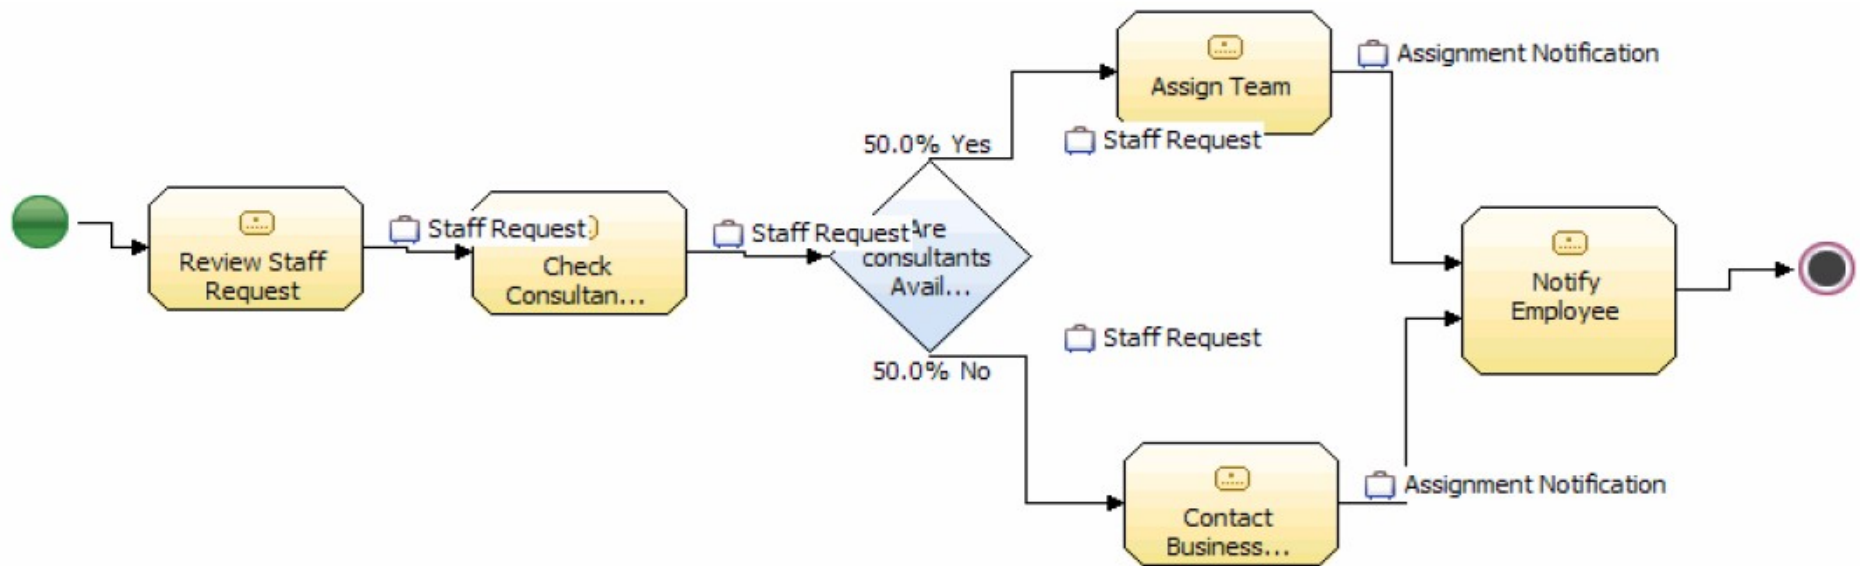 Assignment Notification
Assign Team
Staff Request
50.0% Yes
Review Staff
Request
Staff Request
Check
Consultan...
Staff Request
Are
consultants
Avail...
Notify
Employee
Staff Request
50.0% No
Contact
Business...
Assignment Notification